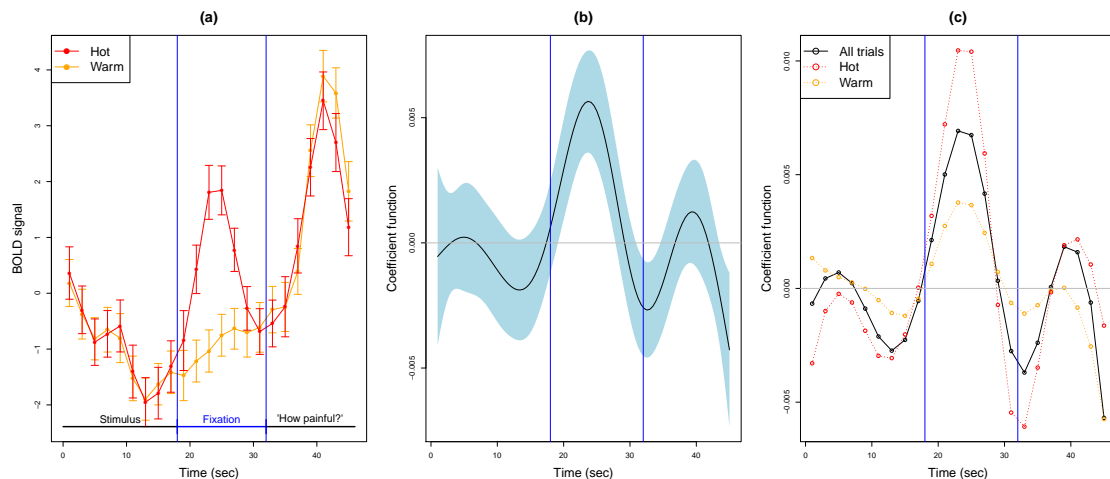 (a)
Hot
Warm
BOLD signal
4
3
2
1
0
-1
-2
Stimulus
Fixation
'How painful?'
0 10 20 30 40
Time (sec)
(b)
Coefficient function
0.005
0.000
-0.005
0 10 20 30 40
Time (sec)
(c)
All trials
Hot
Warm
Coefficient function
0.010
0.005
0.000
-0.005
0 10 20 30 40
Time (sec)